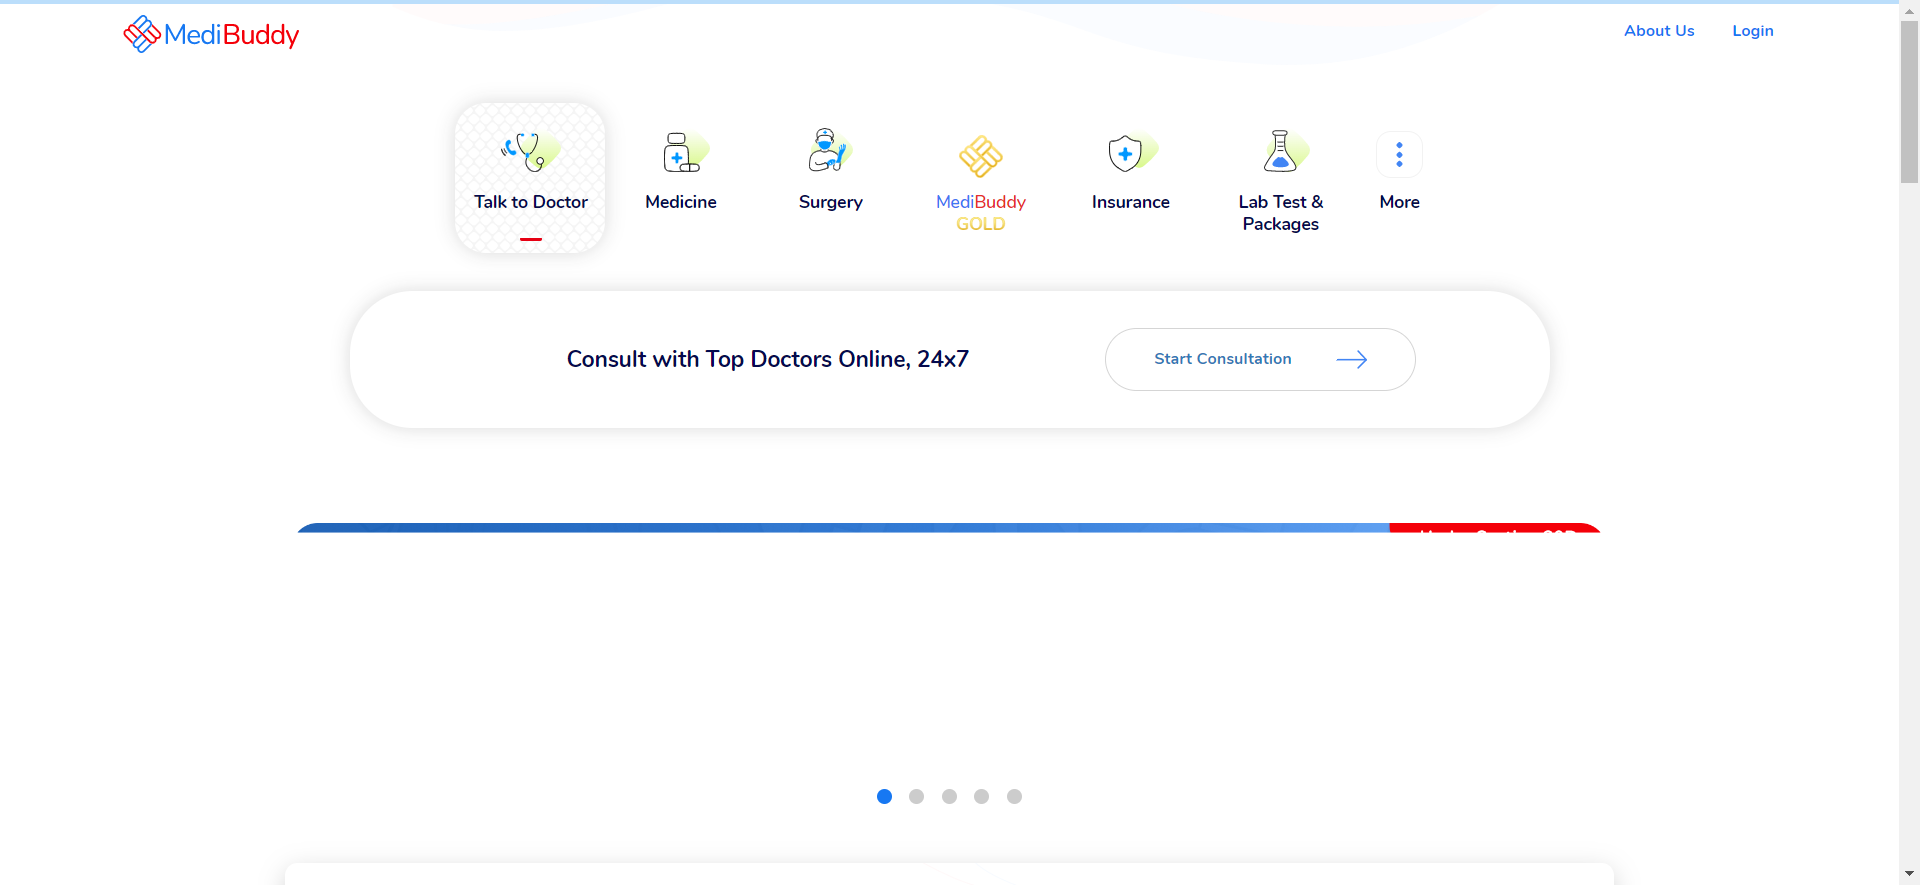 MediBuddy
About Us
Login
Talk to Doctor
Medicine
Surgery
MediBuddy
GOLD
Insurance
Lab Test &
Packages
More
Consult with Top Doctors Online, 24x7
Start Consultation